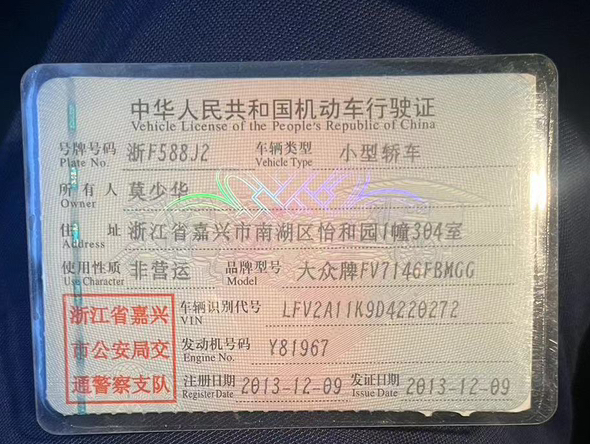 中华人民共和国机动车行驶证
Vehicle License of the People's Republic of China
号牌号码 浙F588J2 车辆类型 小型轿车
Plate No. Vehicle Type
所有人 莫少华
Owner
住址 浙江省嘉兴市南湖区怡和园1幢304室
Address
使用性质 非营运 品牌型号 大众牌FV7146FBMGG
Use Character Model
浙江省嘉兴
市公安局交
通警察支队
车辆识别代号 LFV2A11K9D4220272
VIN
发动机号码 Y81967
Engine No.
注册日期 2013-12-09 发证日期 2013-12-09
Register Date Issue Date